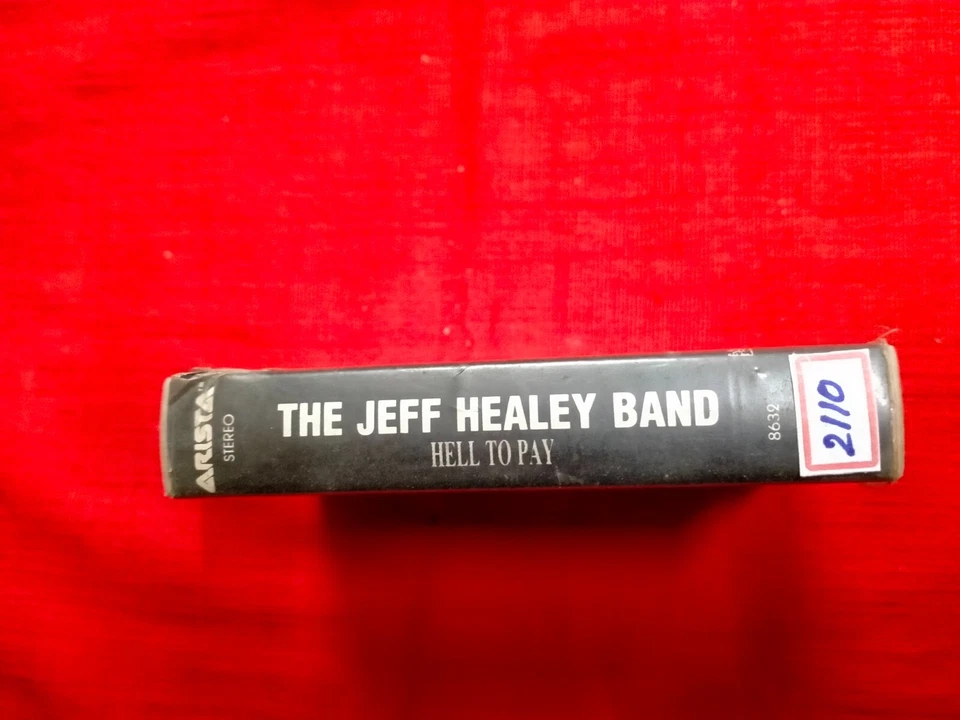 ARISTA
STEREO
THE JEFF HEALEY BAND
HELL TO PAY
8632
2110